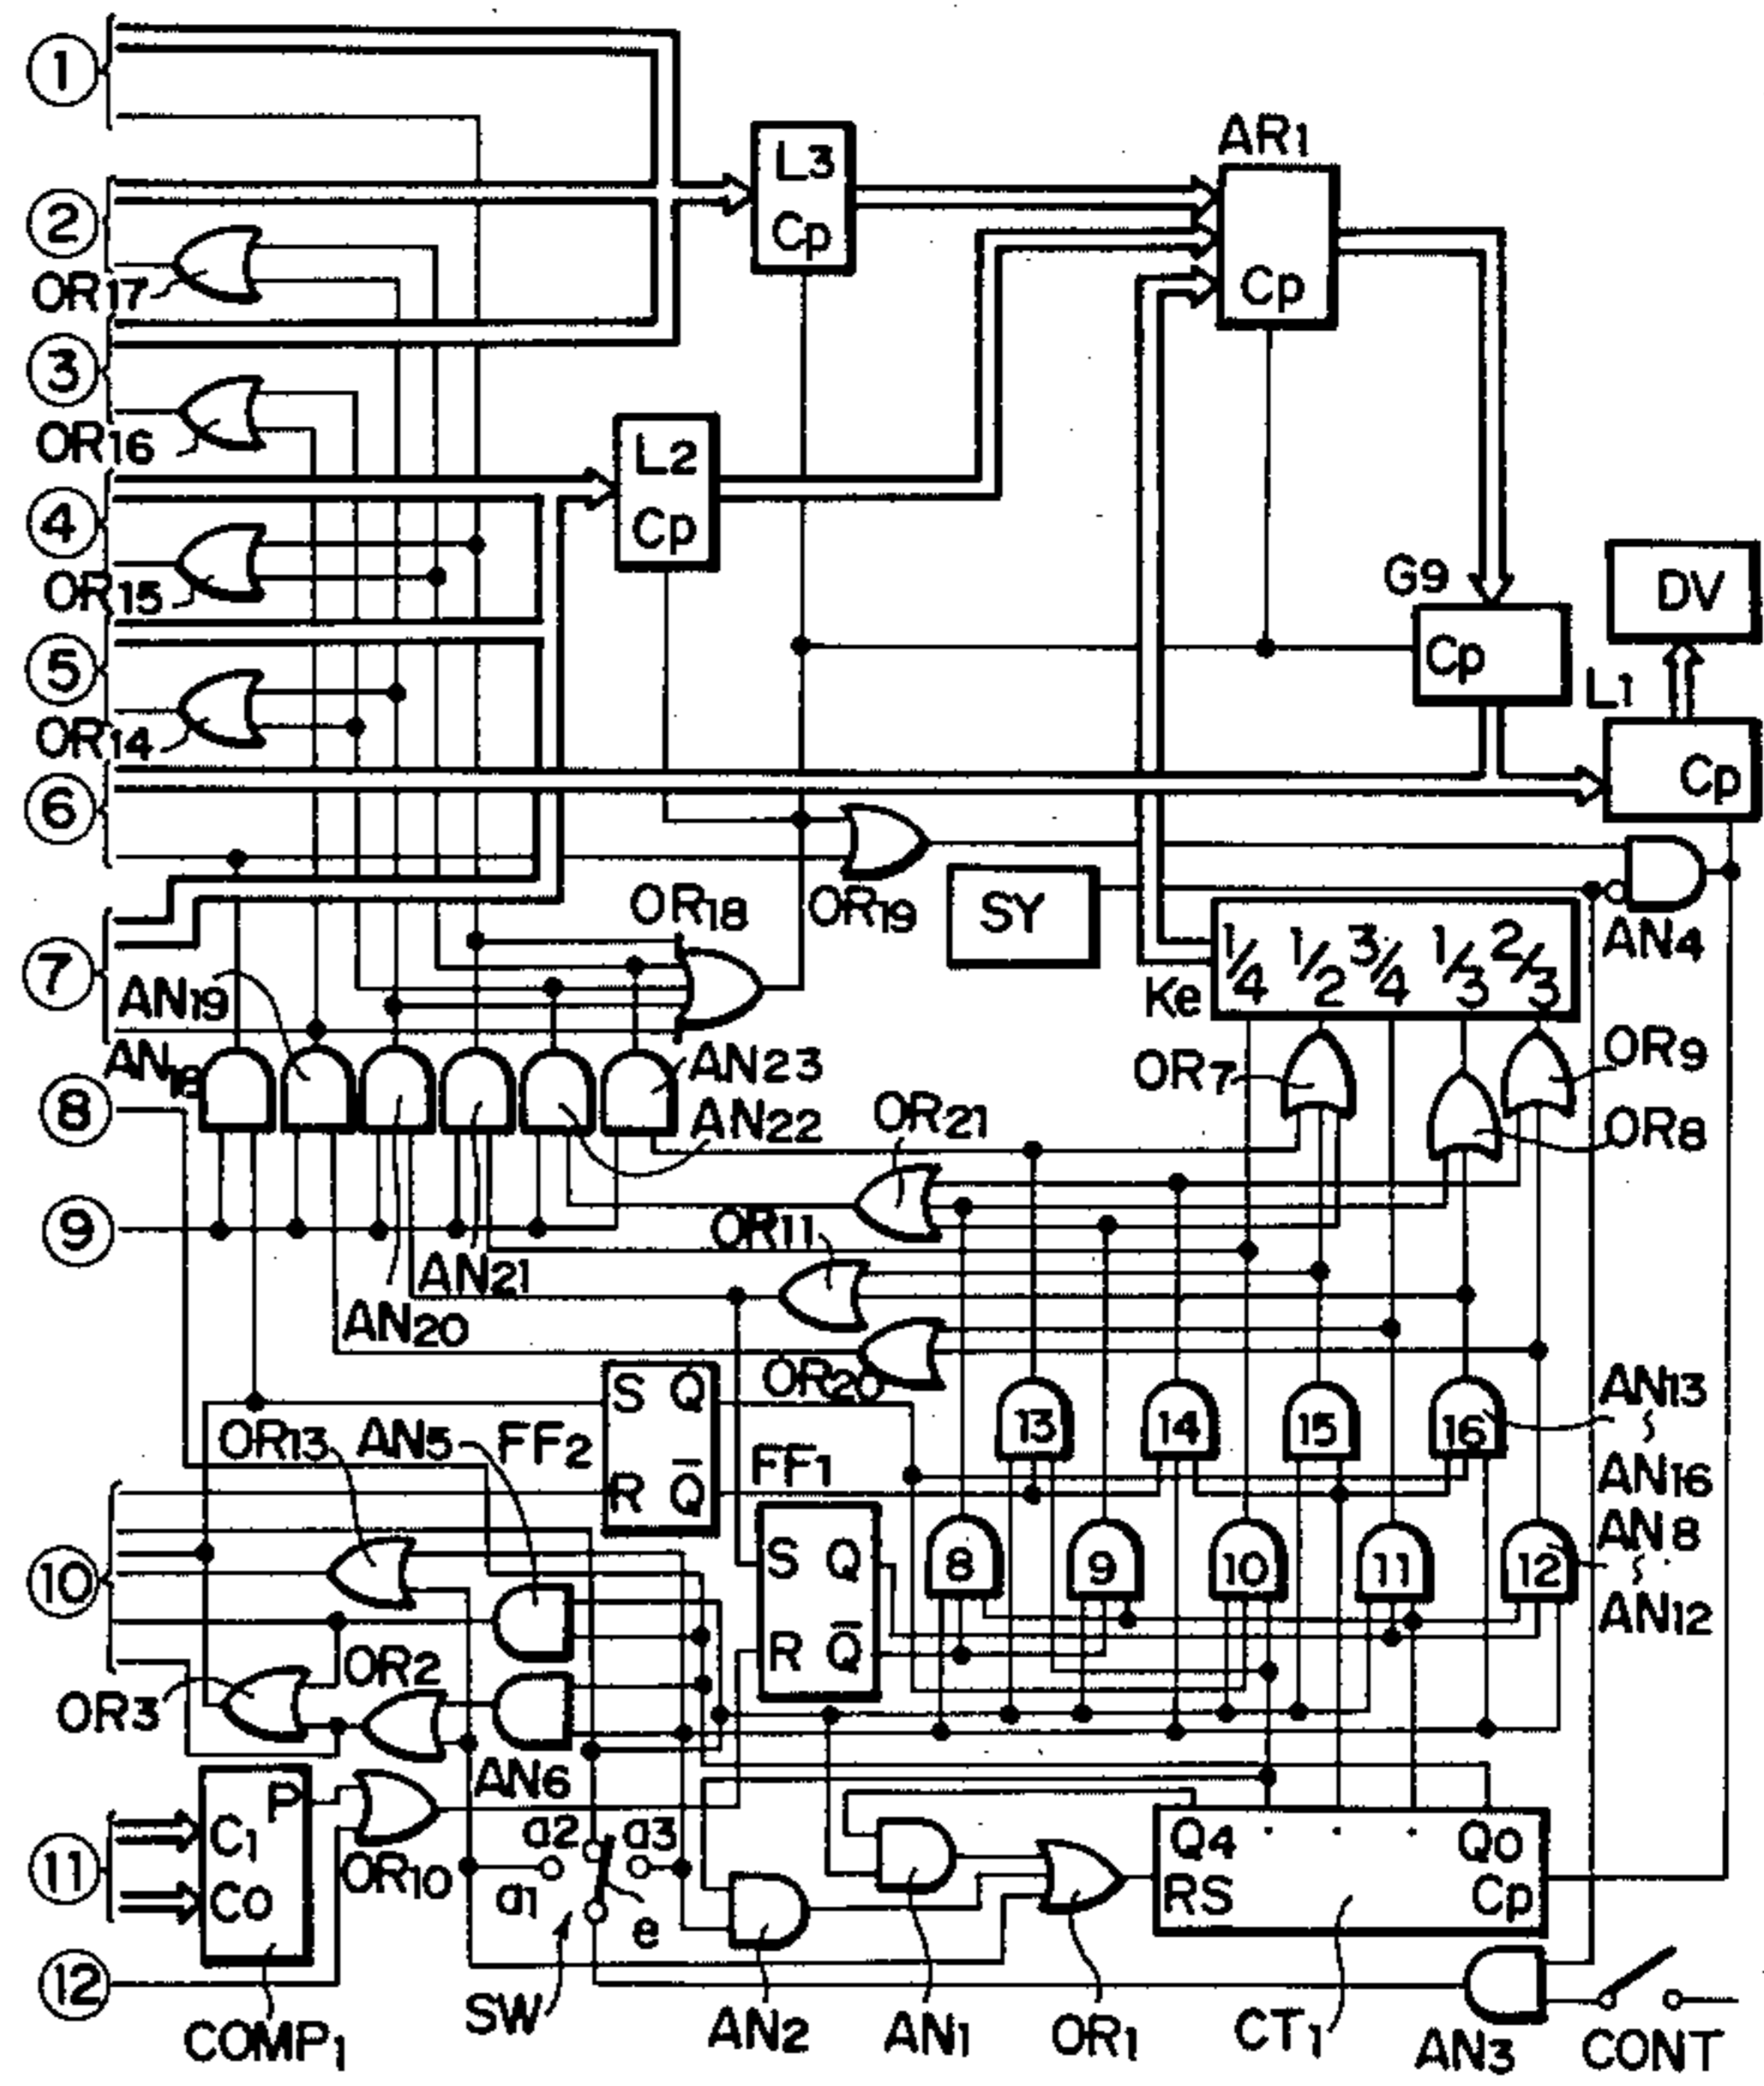 1
AR1
L3
Cp
2
OR17
Cp
3
OR16
L2
Cp
4
G9
DV
OR15
Cp
5
L1
OR14
Cp
6
OR18
OR19
SY
AN4
7
AN19
Ke
1/4
1/2
3/4
1/3
2/3
AN18
AN23
OR7
OR9
8
AN22
OR21
OR8
9
OR11
AN21
AN20
OR20
S
Q
AN13
∼
AN16
13
14
15
16
OR13
AN5
FF2
FF1
R
Q̅
AN8
∼
AN12
S
Q
8
9
10
11
12
10
R
Q̅
OR2
OR3
AN6
P
a2
a3
C1
Q4
Q0
11
OR10
a1
C0
RS
Cp
e
12
SW
COMP1
AN2
AN1
OR1
CT1
AN3
CONT